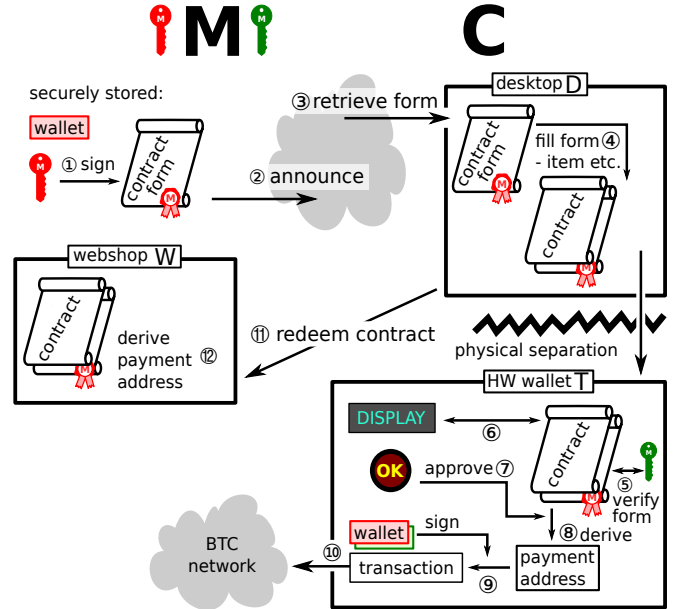 M
C
securely stored:
wallet
M
① sign
contract
form
M
② announce
③ retrieve form
desktop D
contract
form
M
fill form ④
- item etc.
contract
M
webshop W
contract
M
derive
payment ⑫
address
⑪ redeem contract
physical separation
HW wallet T
DISPLAY
⑥
contract
M
M
⑤
verify
form
OK
approve ⑦
⑧ derive
wallet
sign
BTC
network
⑩
transaction
⑨
payment
address